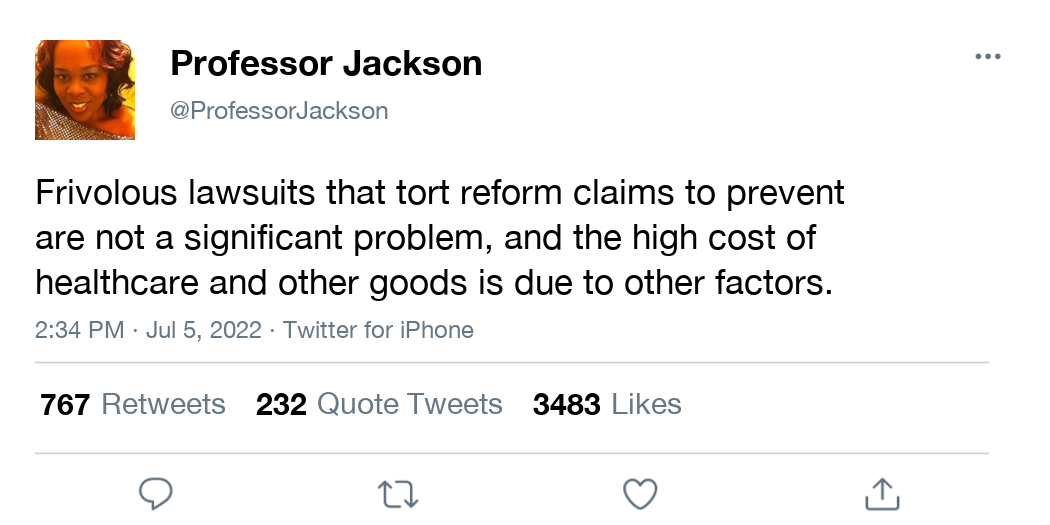 Professor Jackson
@ProfessorJackson
Frivolous lawsuits that tort reform claims to prevent
are not a significant problem, and the high cost of
healthcare and other goods is due to other factors.
2:34 PM · Jul 5, 2022 · Twitter for iPhone
767 Retweets 232 Quote Tweets 3483 Likes